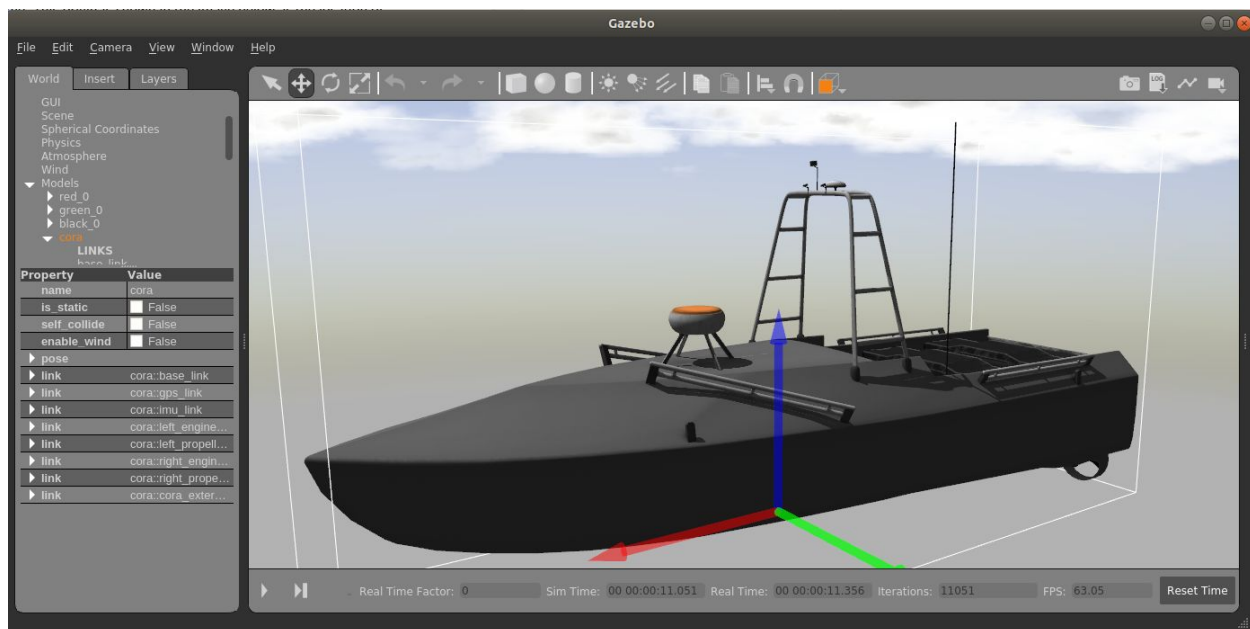 Gazebo
File Edit Camera View Window Help
World Insert Layers
GUI
Scene
Spherical Coordinates
Physics
Atmosphere
Wind
Models
red_0
green_0
black_0
cora
LINKS
base_link
Property Value
name cora
is_static False
self_collide False
enable_wind False
pose
link cora::base_link
link cora::gps_link
link cora::imu_link
link cora::left_engine...
link cora::left_propell...
link cora::right_engin...
link cora::right_prope...
link cora::cora_exter...
LOG
Real Time Factor: 0 Sim Time: 00 00:00:11.051 Real Time: 00 00:00:11.356 Iterations: 11051 FPS: 63.05 Reset Time